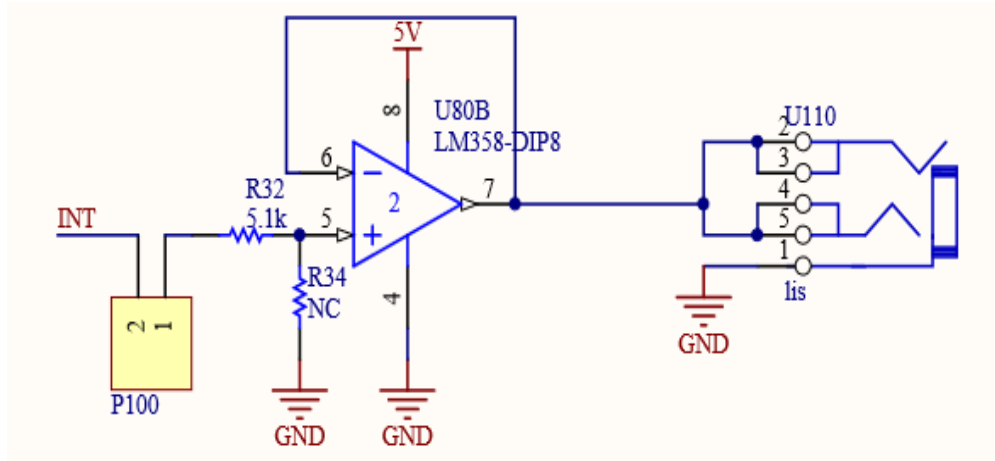 5V
8
U80B
LM358-DIP8
6
2
7
R32
5.1k
5
INT
R34
NC
4
2
1
P100
GND
GND
U110
2
3
4
5
1
lis
GND